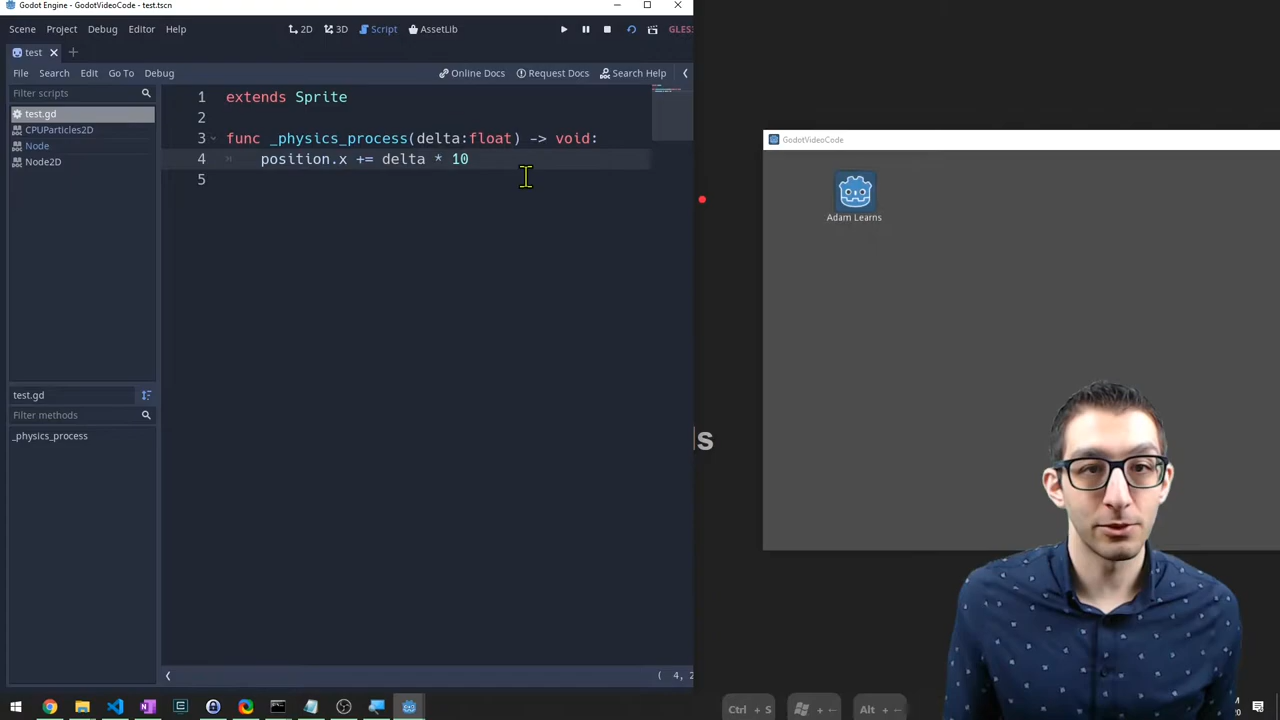 Godot Engine - GodotVideoCode - test.tscn
Scene Project Debug Editor Help 2D 3D Script AssetLib GLES
test
File Search Edit Go To Debug Online Docs Request Docs Search Help
Filter scripts
test.gd
CPUParticles2D
Node
Node2D
test.gd
Filter methods
_physics_process
1 extends Sprite
2
3 func _physics_process(delta:float) -> void:
4 position.x += delta * 10
5
( 4, 2
GodotVideoCode
Adam Learns
ls
Ctrl + S
+ ←
Alt + ←